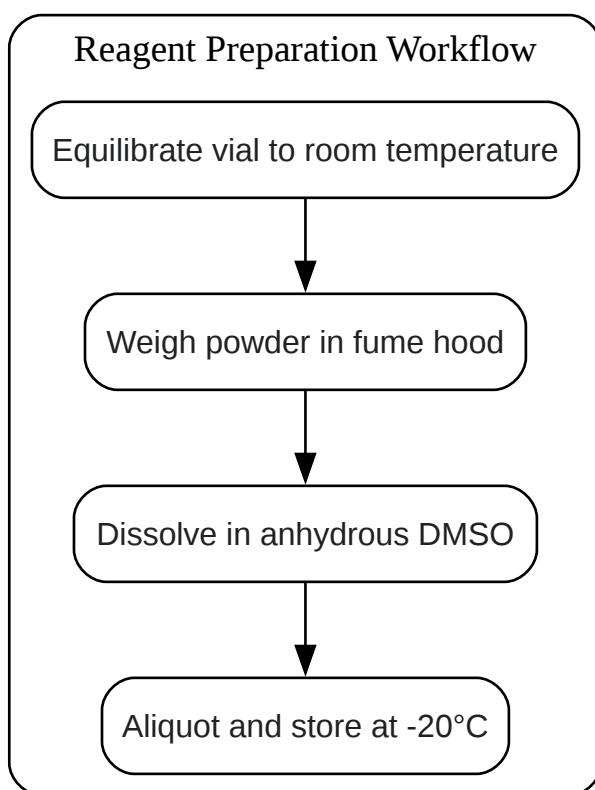 Reagent Preparation Workflow
Equilibrate vial to room temperature
Weigh powder in fume hood
Dissolve in anhydrous DMSO
Aliquot and store at -20°C